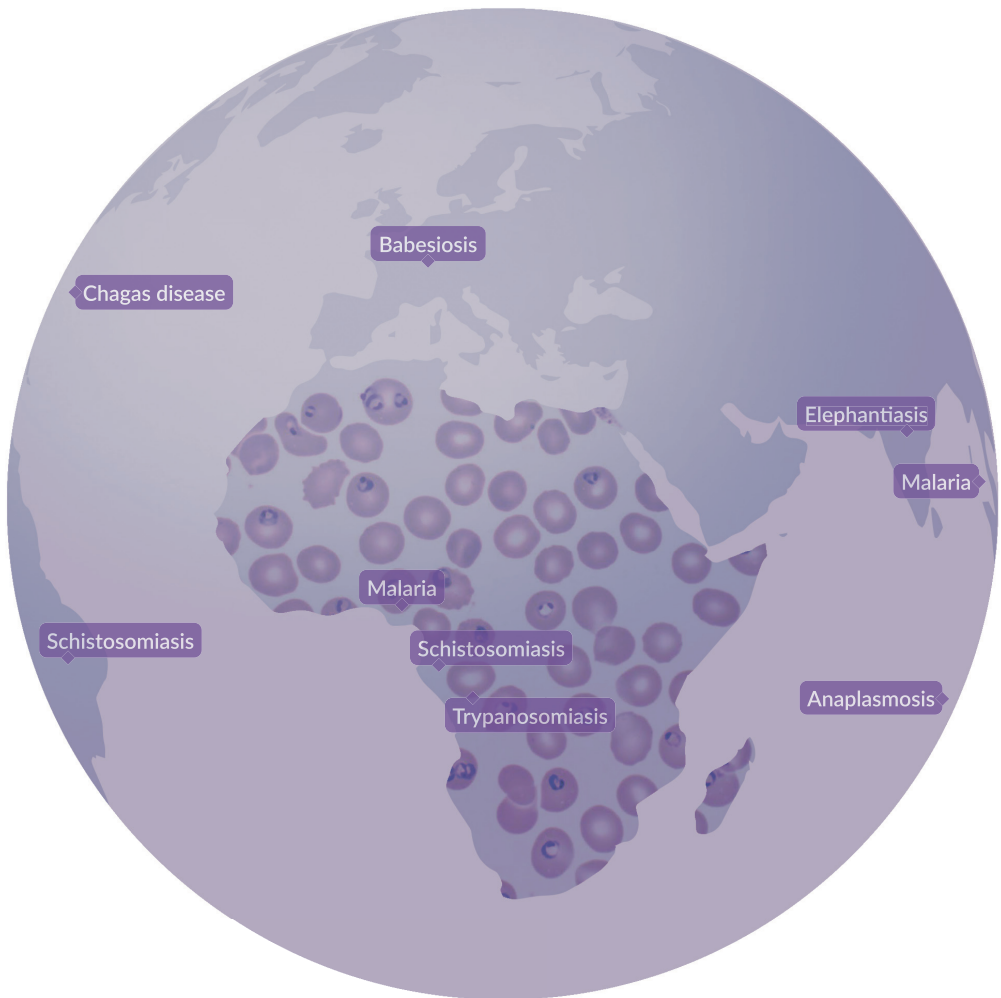 Babesiosis
Chagas disease
Elephantiasis
Malaria
Malaria
Schistosomiasis
Schistosomiasis
Anaplasmosis
Trypanosomiasis